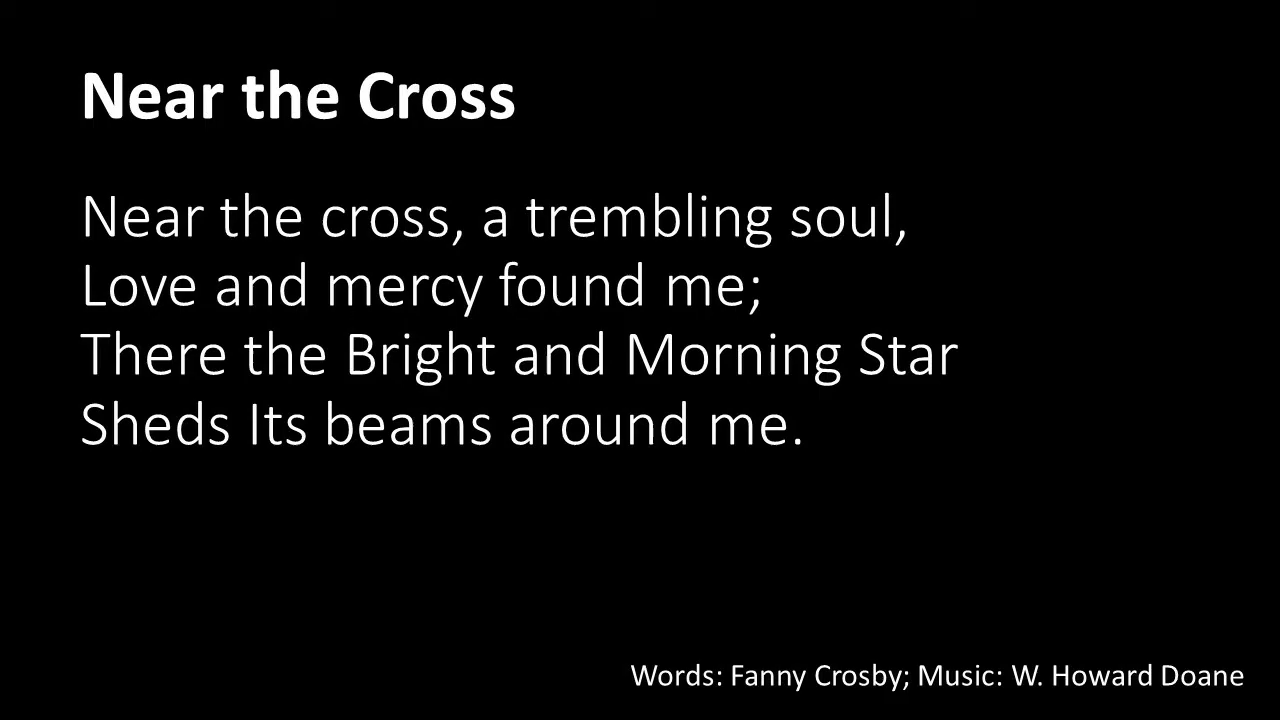 Near the Cross
Near the cross, a trembling soul,
Love and mercy found me;
There the Bright and Morning Star
Sheds Its beams around me.
Words: Fanny Crosby; Music: W. Howard Doane